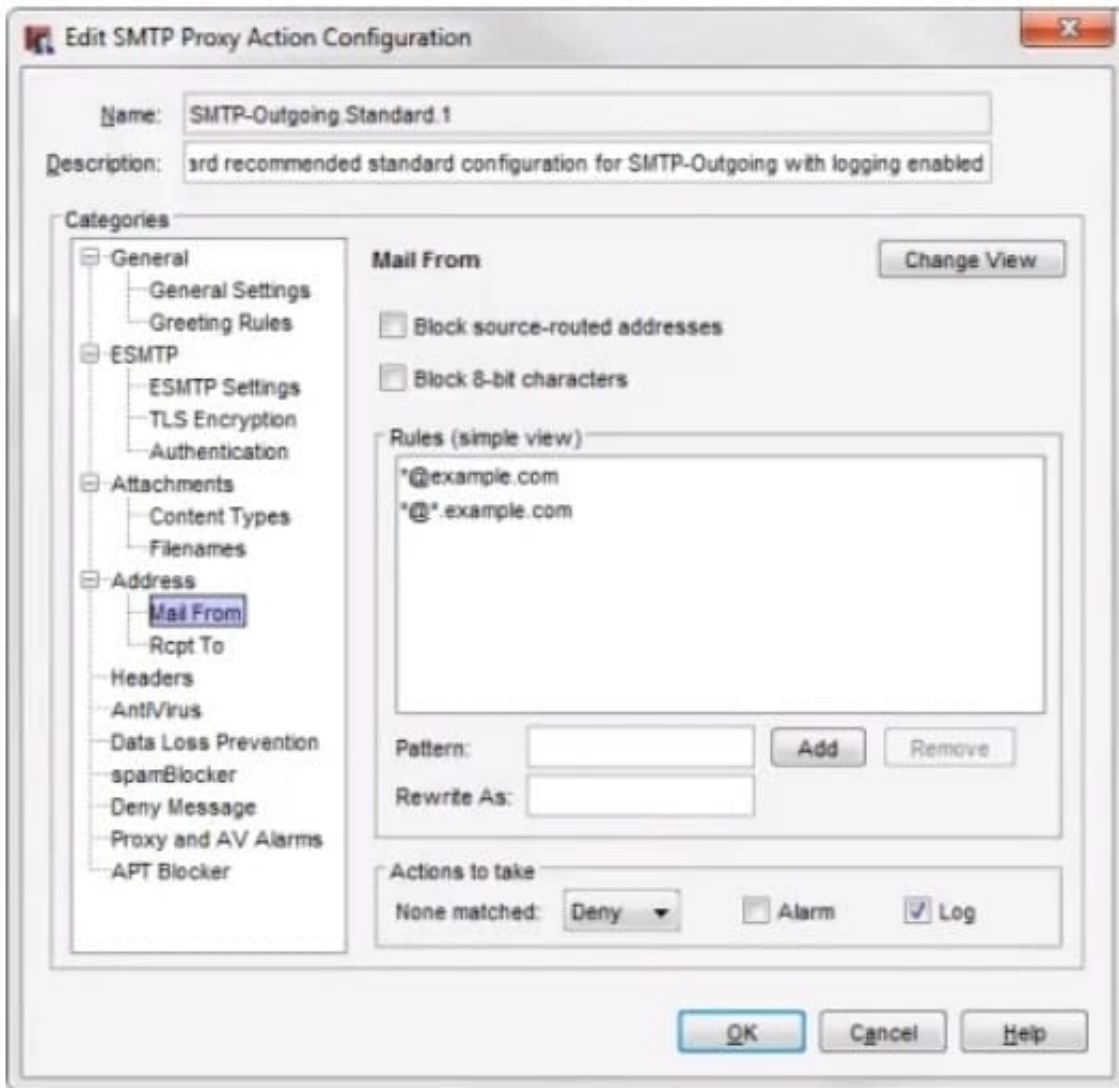 Edit SMTP Proxy Action Configuration
Name: SMTP-Outgoing.Standard.1
Description: ard recommended standard configuration for SMTP-Outgoing with logging enabled
Categories
General
General Settings
Greeting Rules
ESMTP
ESMTP Settings
TLS Encryption
Authentication
Attachments
Content Types
Filenames
Address
Mail From
Rcpt To
Headers
AntiVirus
Data Loss Prevention
spamBlocker
Deny Message
Proxy and AV Alarms
APT Blocker
Mail From Change View
Block source-routed addresses
Block 8-bit characters
Rules (simple view)
*@example.com
*@*.example.com
Pattern: Add Remove
Rewrite As:
Actions to take
None matched: Deny Alarm Log
OK Cancel Help